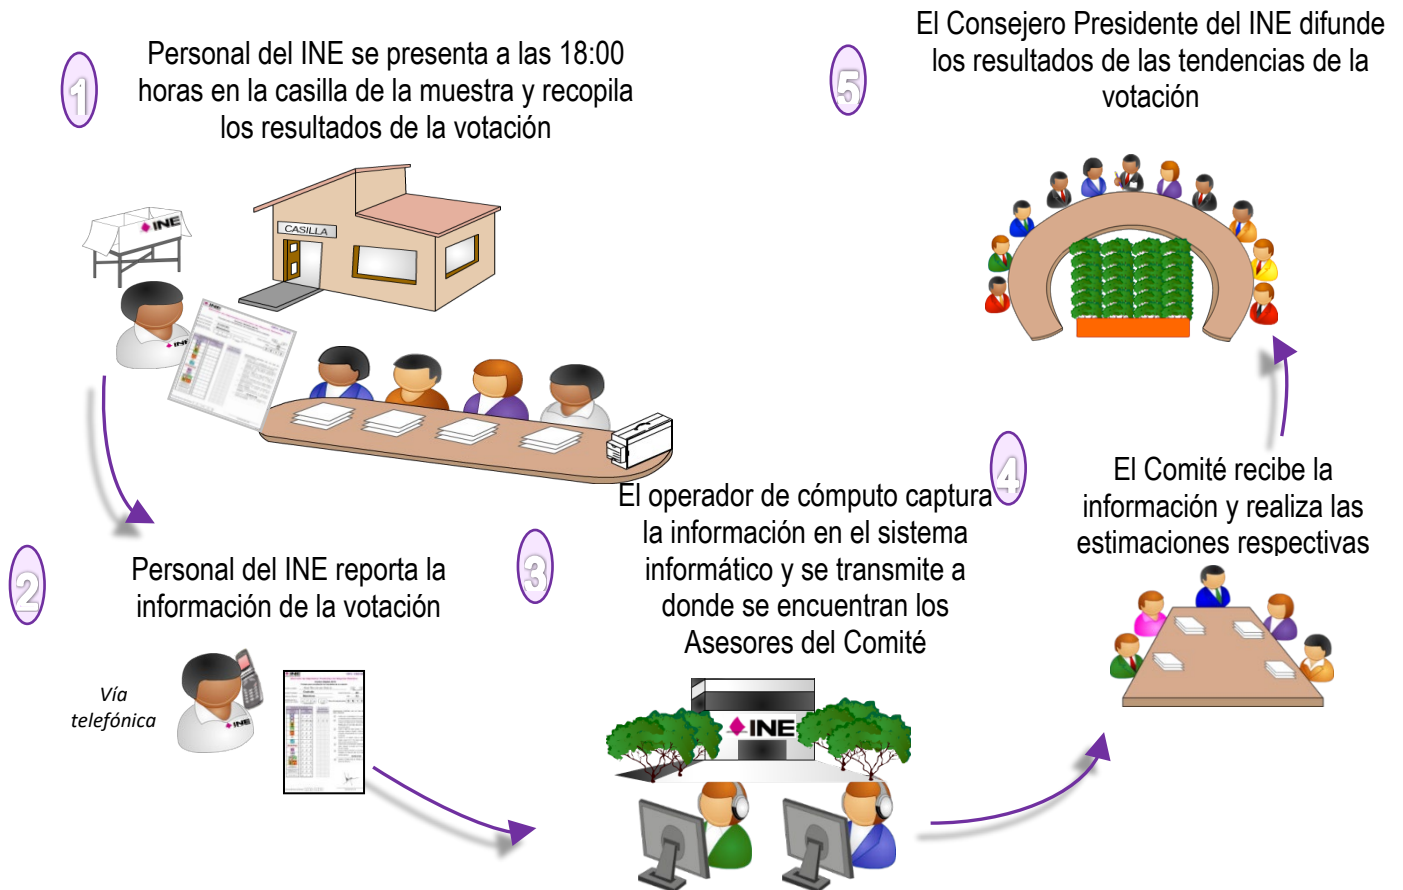 1
Personal del INE se presenta a las 18:00
horas en la casilla de la muestra y recopila
los resultados de la votación
INE
CASILLA
2
Personal del INE reporta la
información de la votación
Vía
telefónica
INE
3
El operador de cómputo captura
la información en el sistema
informático y se transmite a
donde se encuentran los
Asesores del Comité
INE
4
El Comité recibe la
información y realiza las
estimaciones respectivas
5
El Consejero Presidente del INE difunde
los resultados de las tendencias de la
votación